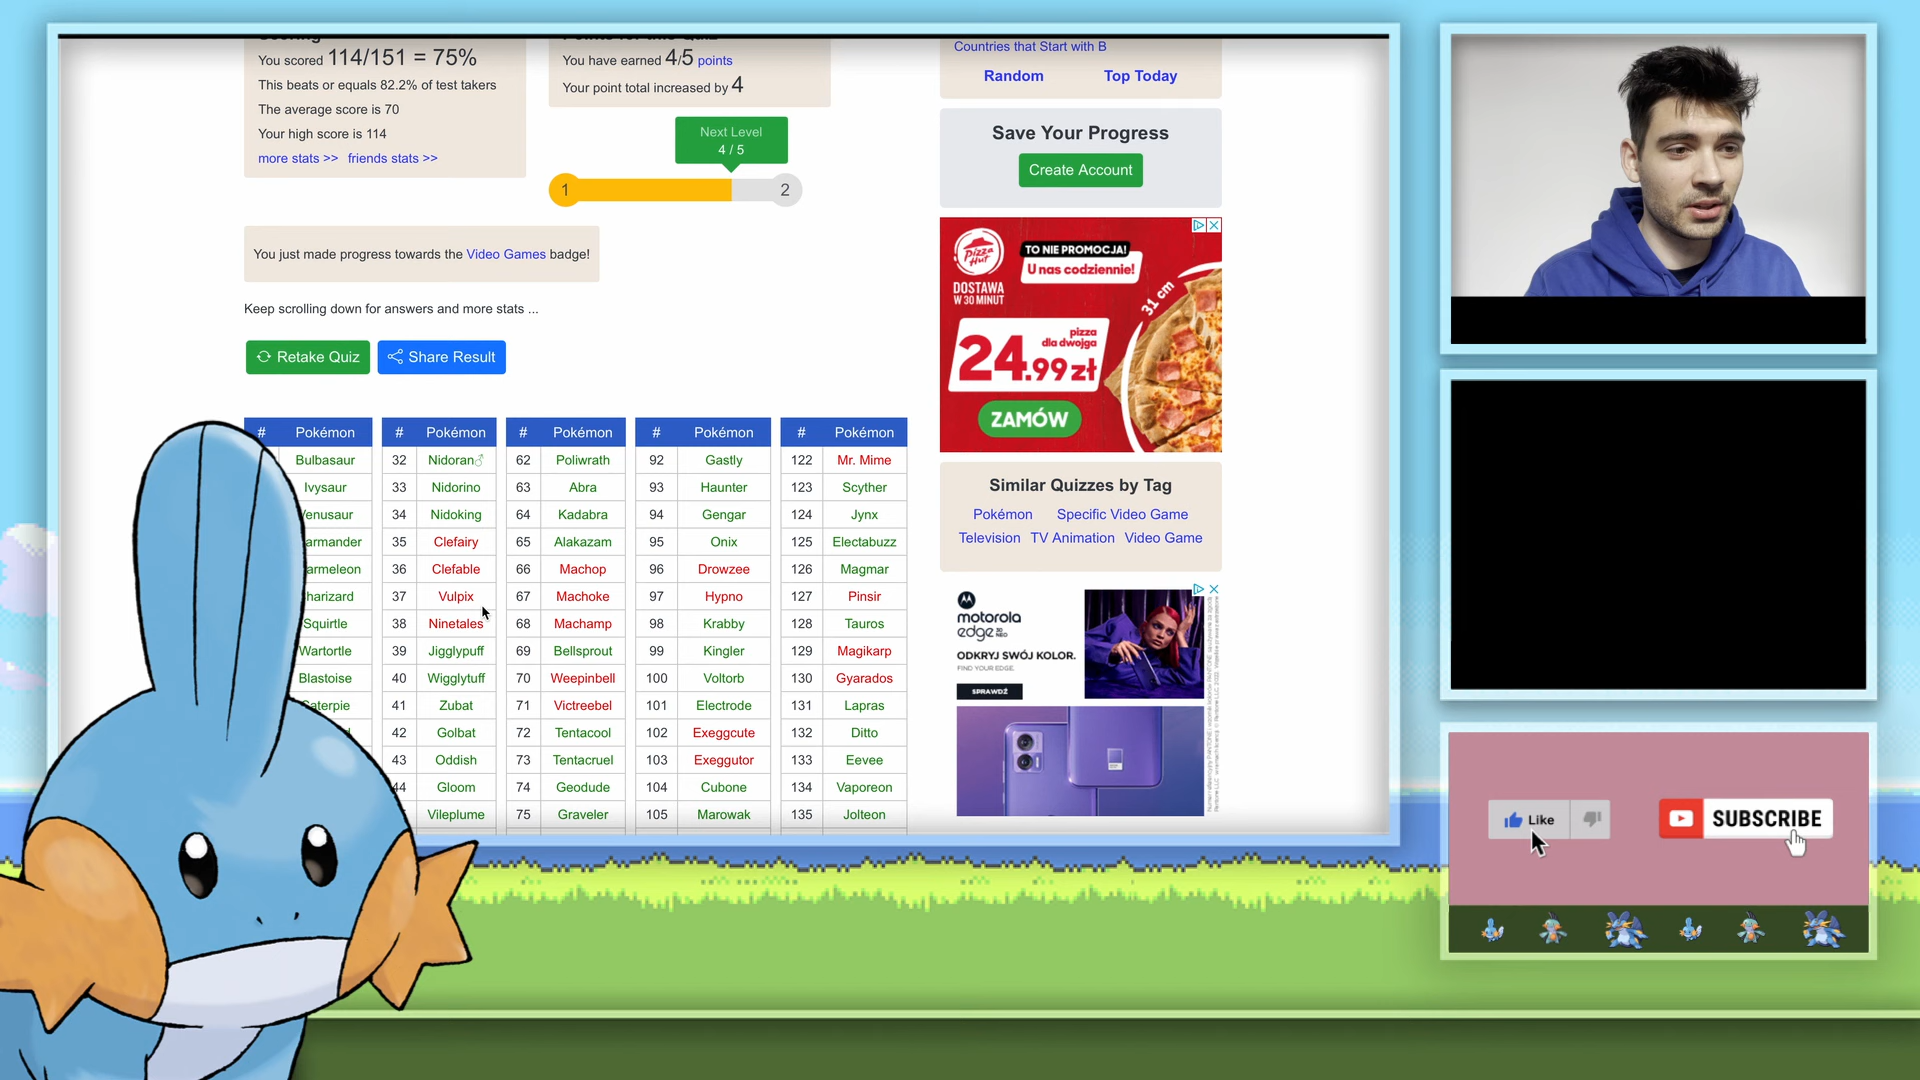 You scored 114/151 = 75%
This beats or equals 82.2% of test takers
The average score is 70
Your high score is 114
more stats >> friends stats >>
You have earned 4/5 points
Your point total increased by 4
Next Level
4 / 5
1 2
You just made progress towards the Video Games badge!
Keep scrolling down for answers and more stats ...
Retake Quiz Share Result
# Pokémon # Pokémon # Pokémon # Pokémon # Pokémon
Bulbasaur 32 Nidoran♂ 62 Poliwrath 92 Gastly 122 Mr. Mime
Ivysaur 33 Nidorino 63 Abra 93 Haunter 123 Scyther
enusaur 34 Nidoking 64 Kadabra 94 Gengar 124 Jynx
armander 35 Clefairy 65 Alakazam 95 Onix 125 Electabuzz
armeleon 36 Clefable 66 Machop 96 Drowzee 126 Magmar
harizard 37 Vulpix 67 Machoke 97 Hypno 127 Pinsir
Squirtle 38 Ninetales 68 Machamp 98 Krabby 128 Tauros
Wartortle 39 Jigglypuff 69 Bellsprout 99 Kingler 129 Magikarp
Blastoise 40 Wigglytuff 70 Weepinbell 100 Voltorb 130 Gyarados
Caterpie 41 Zubat 71 Victreebel 101 Electrode 131 Lapras
42 Golbat 72 Tentacool 102 Exeggcute 132 Ditto
43 Oddish 73 Tentacruel 103 Exeggutor 133 Eevee
44 Gloom 74 Geodude 104 Cubone 134 Vaporeon
Vileplume 75 Graveler 105 Marowak 135 Jolteon
Countries that Start with B
Random Top Today
Save Your Progress
Create Account
Pizza Hut
TO NIE PROMOCJA!
U nas codziennie!
DOSTAWA
W 30 MINUT
31 cm
pizza
dla dwojga
24.99 zł
ZAMÓW
Similar Quizzes by Tag
Pokémon Specific Video Game
Television TV Animation Video Game
motorola
edge 30 NEO
ODKRYJ SWÓJ KOLOR.
FIND YOUR EDGE.
SPRAWDŹ
Like
SUBSCRIBE